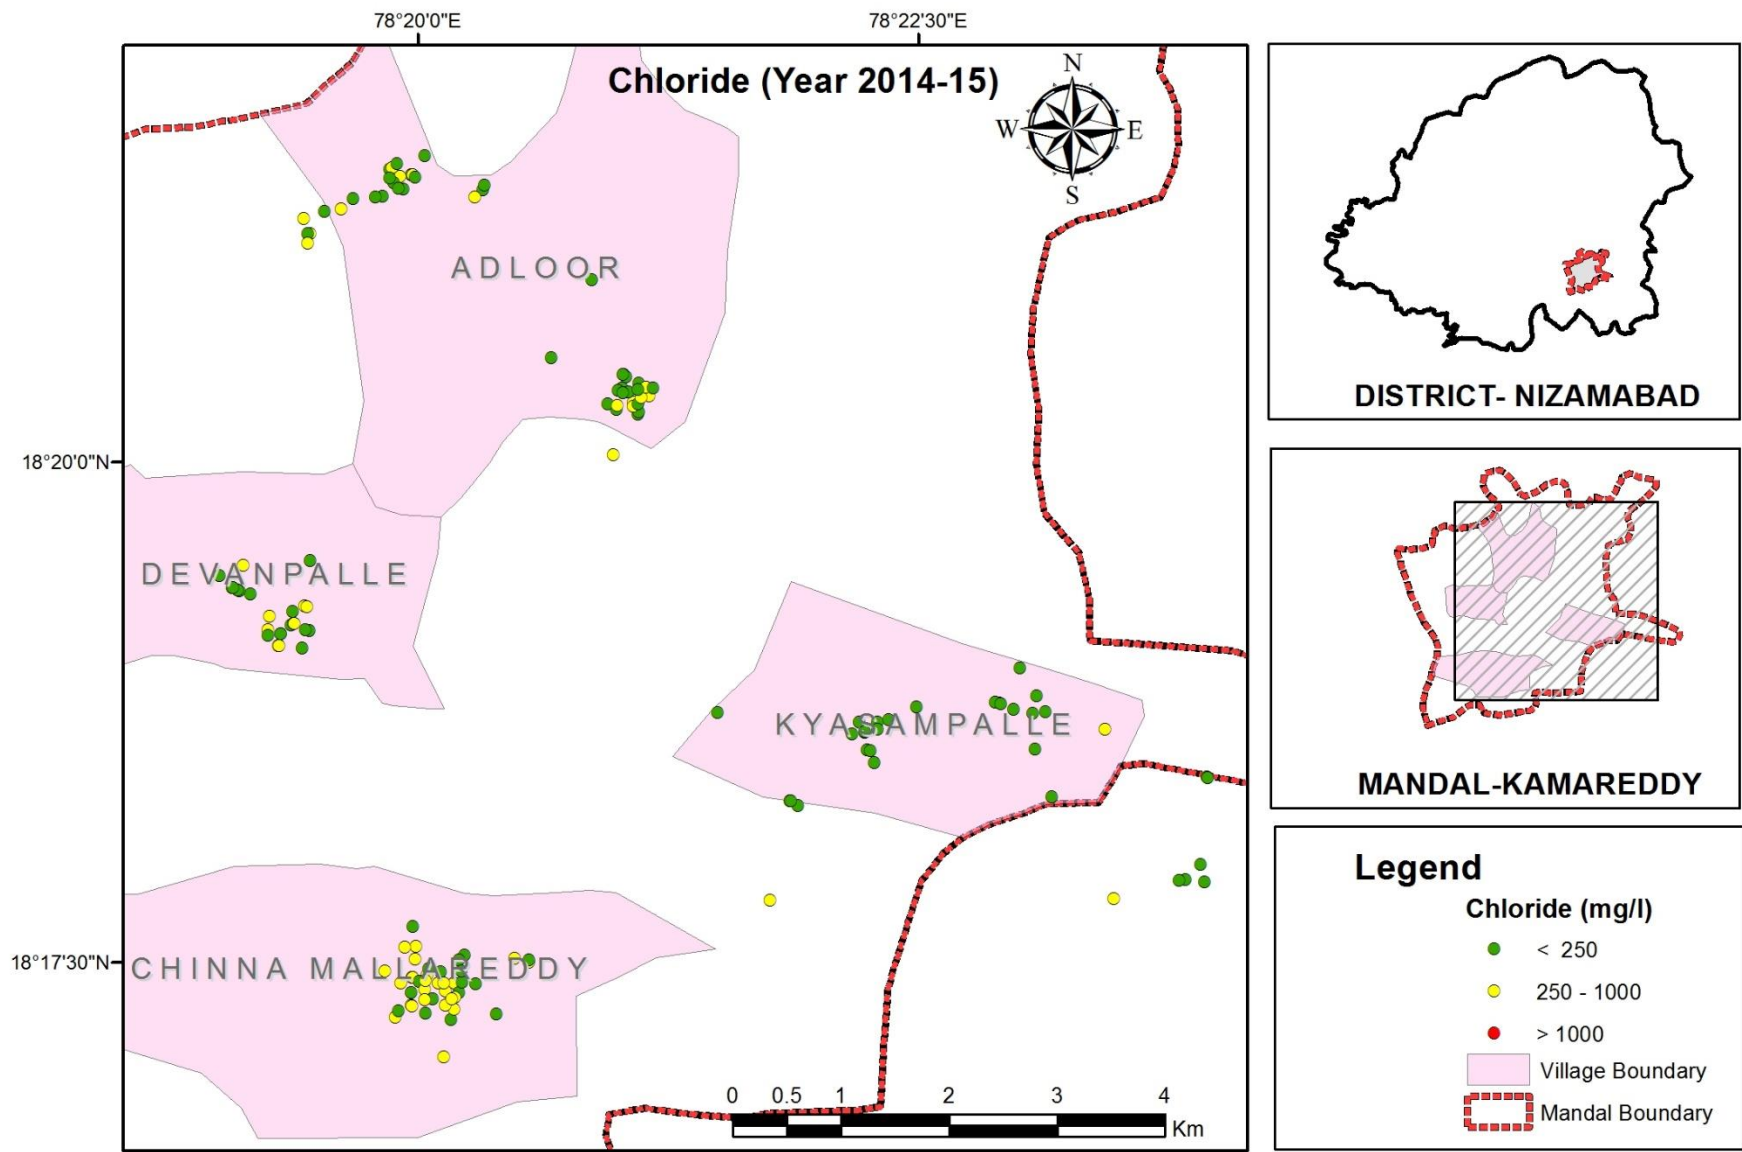 78°20'0"E
78°22'30"E
Chloride (Year 2014-15)
N
W
E
S
ADLOOR
18°20'0"N
DEVANPALLE
KYASAMPALLE
18°17'30"N
CHINNA MALLAREDDY
0 0.5 1 2 3 4
Km
DISTRICT- NIZAMABAD
MANDAL-KAMAREDDY
Legend
Chloride (mg/l)
< 250
250 - 1000
> 1000
Village Boundary
Mandal Boundary